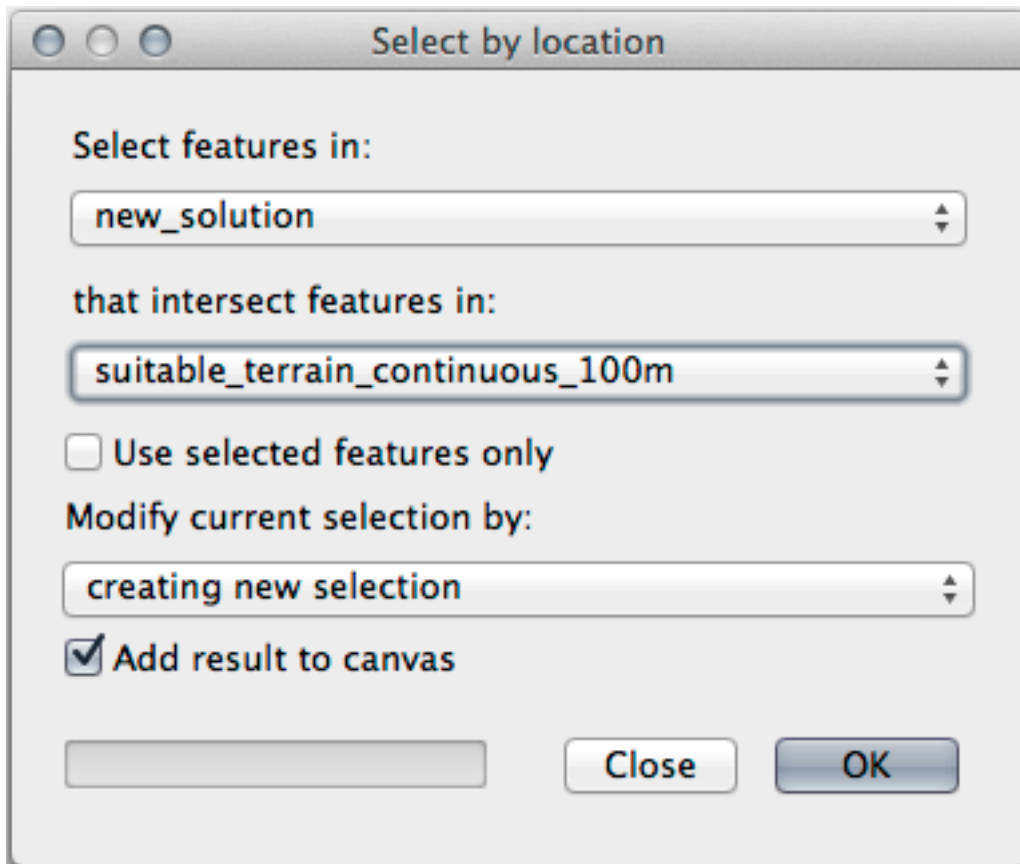 Select by location
Select features in:
new_solution
that intersect features in:
suitable_terrain_continuous_100m
Use selected features only
Modify current selection by:
creating new selection
Add result to canvas
Close OK